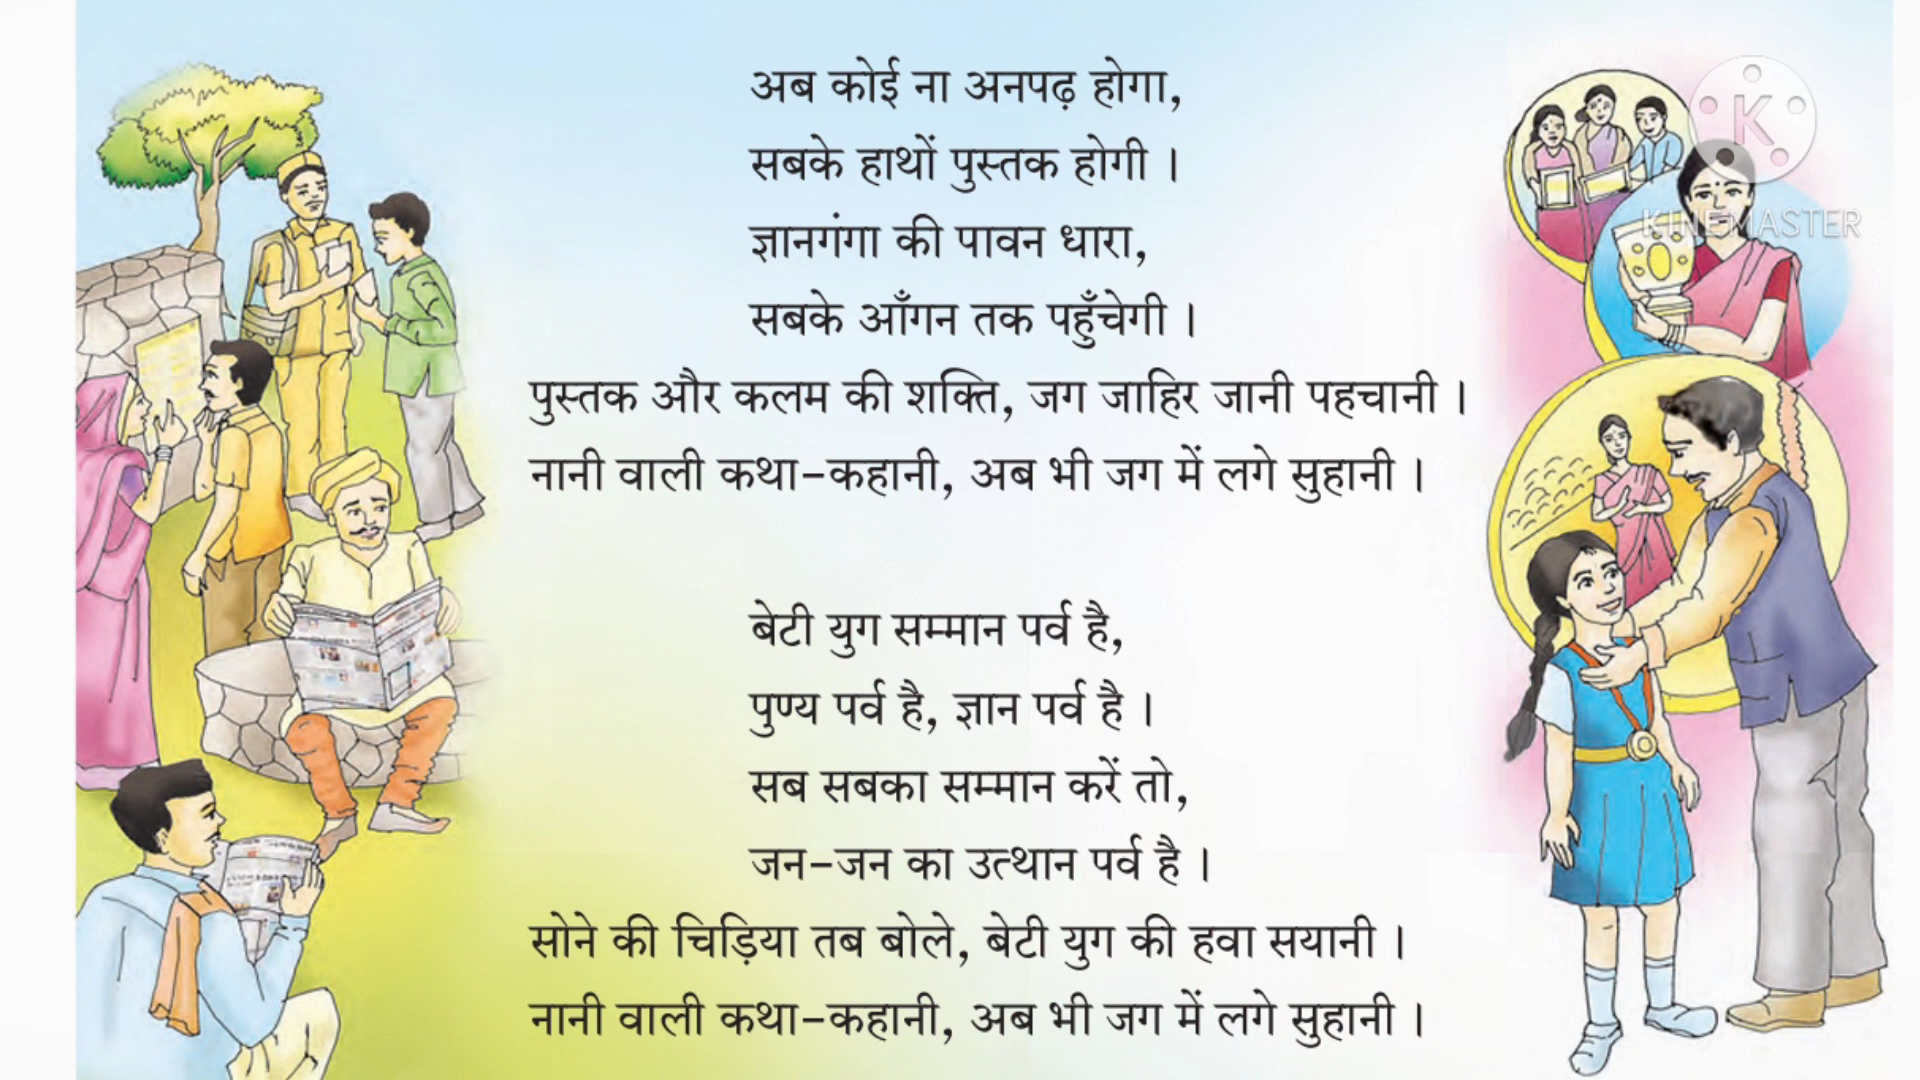 अब कोई ना अनपढ़ होगा,
सबके हाथों पुस्तक होगी ।
ज्ञानगंगा की पावन धारा,
सबके आँगन तक पहुँचेगी ।
पुस्तक और कलम की शक्ति, जग जाहिर जानी पहचानी ।
नानी वाली कथा-कहानी, अब भी जग में लगे सुहानी ।
बेटी युग सम्मान पर्व है,
पुण्य पर्व है, ज्ञान पर्व है ।
सब सबका सम्मान करें तो,
जन-जन का उत्थान पर्व है ।
सोने की चिड़िया तब बोले, बेटी युग की हवा सयानी ।
नानी वाली कथा-कहानी, अब भी जग में लगे सुहानी ।
K
KINEMASTER